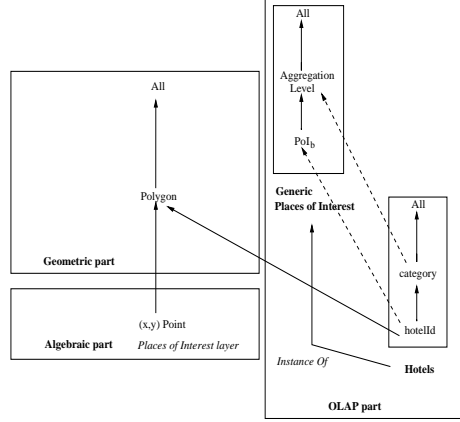 All
Aggregation
Level
PoI_b
Generic
Places of Interest
All
Polygon
Geometric part
(x,y) Point
Algebraic part
Places of Interest layer
All
category
hotelId
Instance Of
Hotels
OLAP part